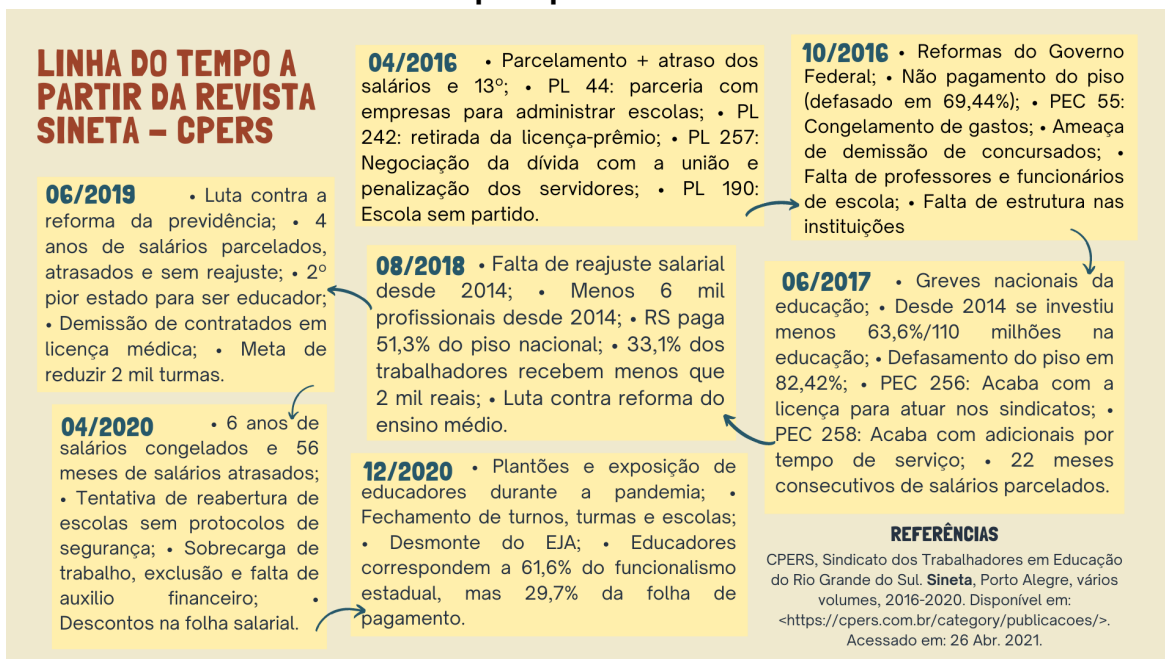 LINHA DO TEMPO A
PARTIR DA REVISTA
SINETA – CPERS
04/2016 • Parcelamento + atraso dos
salários e 13º; • PL 44: parceria com
empresas para administrar escolas; • PL
242: retirada da licença-prêmio; • PL 257:
Negociação da dívida com a união e
penalização dos servidores; • PL 190:
Escola sem partido.
10/2016 • Reformas do Governo
Federal; • Não pagamento do piso
(defasado em 69,44%); • PEC 55:
Congelamento de gastos; • Ameaça
de demissão de concursados; •
Falta de professores e funcionários
de escola; • Falta de estrutura nas
instituições
06/2017 • Greves nacionais da
educação; • Desde 2014 se investiu
menos 63,6%/110 milhões na
educação; • Defasamento do piso em
82,42%; • PEC 256: Acaba com a
licença para atuar nos sindicatos; •
PEC 258: Acaba com adicionais por
tempo de serviço; • 22 meses
consecutivos de salários parcelados.
08/2018 • Falta de reajuste salarial
desde 2014; • Menos 6 mil
profissionais desde 2014; • RS paga
51,3% do piso nacional; • 33,1% dos
trabalhadores recebem menos que
2 mil reais; • Luta contra reforma do
ensino médio.
06/2019 • Luta contra a
reforma da previdência; • 4
anos de salários parcelados,
atrasados e sem reajuste; • 2º
pior estado para ser educador;
• Demissão de contratados em
licença médica; • Meta de
reduzir 2 mil turmas.
04/2020 • 6 anos de
salários congelados e 56
meses de salários atrasados;
• Tentativa de reabertura de
escolas sem protocolos de
segurança; • Sobrecarga de
trabalho, exclusão e falta de
auxilio financeiro; •
Descontos na folha salarial.
12/2020 • Plantões e exposição de
educadores durante a pandemia; •
Fechamento de turnos, turmas e escolas;
• Desmonte do EJA; • Educadores
correspondem a 61,6% do funcionalismo
estadual, mas 29,7% da folha de
pagamento.
REFERÊNCIAS
CPERS, Sindicato dos Trabalhadores em Educação
do Rio Grande do Sul. Sineta, Porto Alegre, vários
volumes, 2016-2020. Disponível em:
<https://cpers.com.br/category/publicacoes/>.
Acessado em: 26 Abr. 2021.